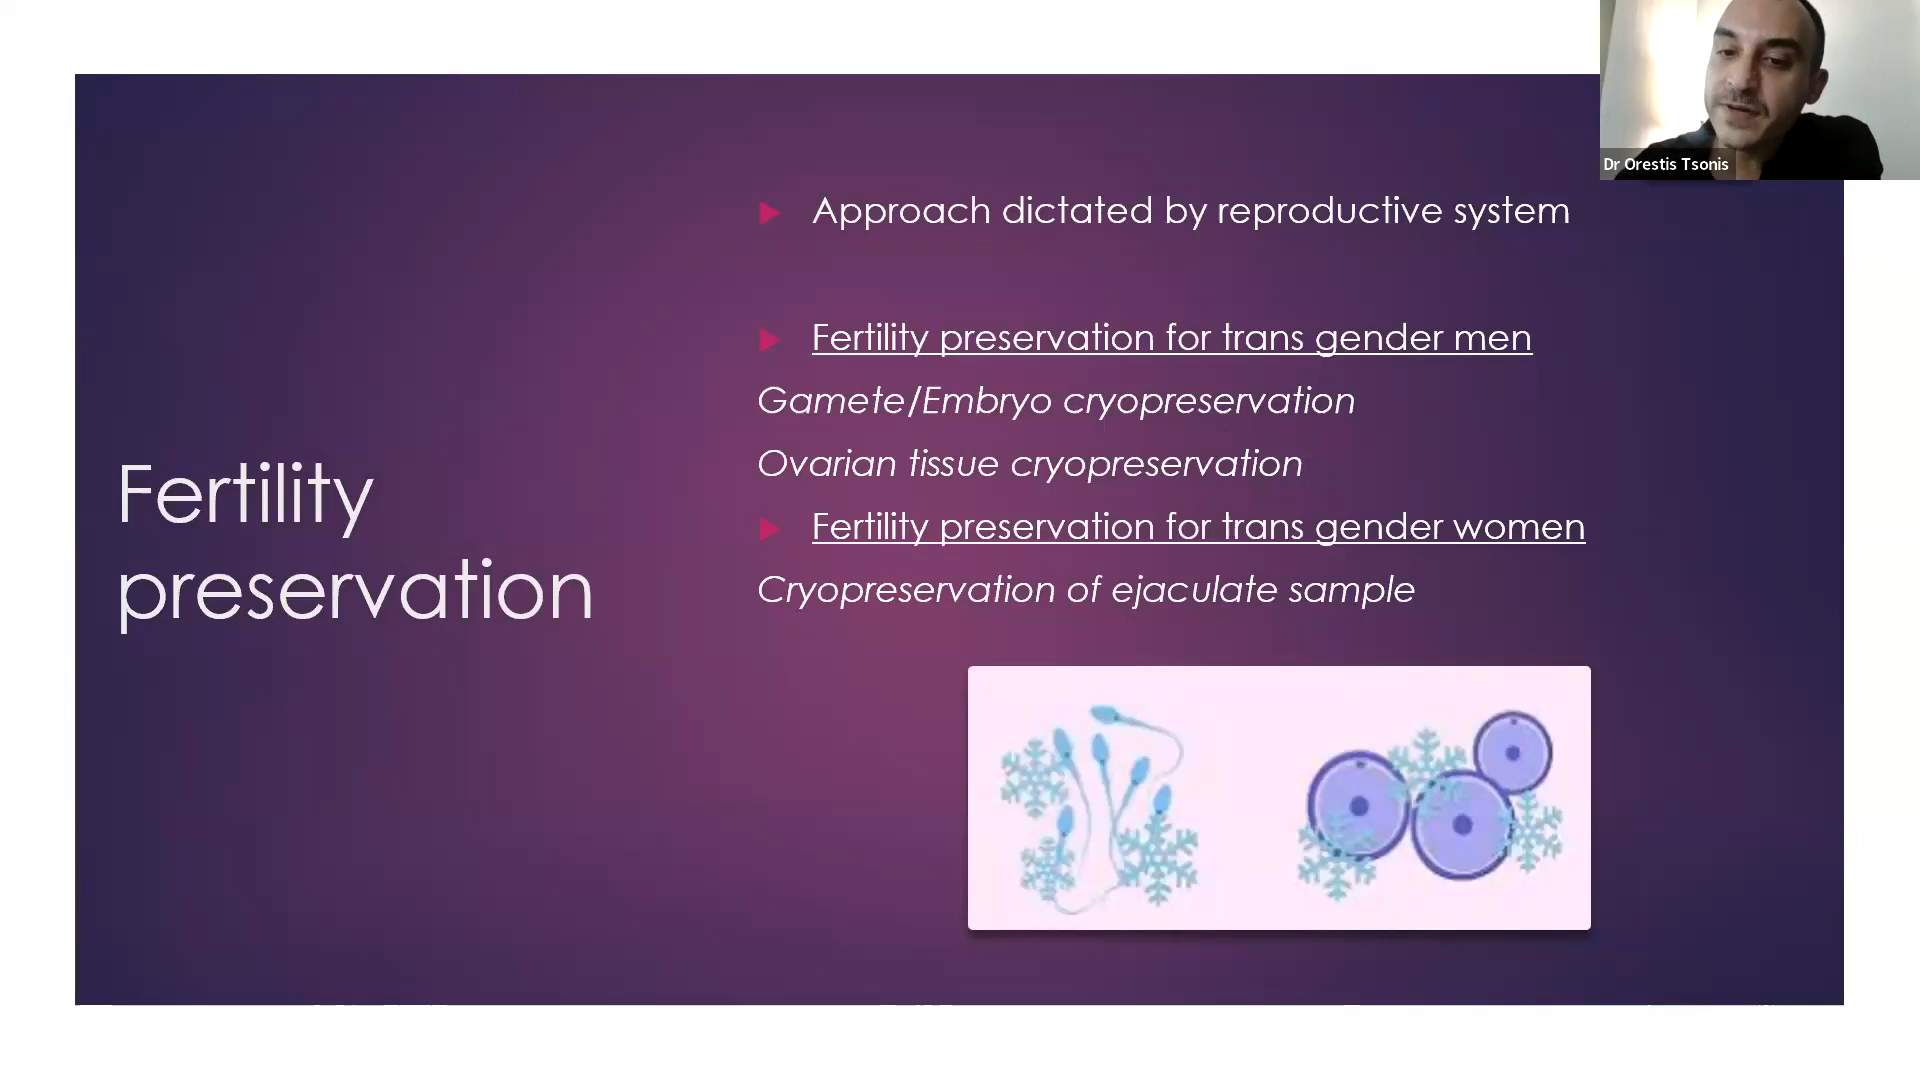 Dr Orestis Tsonis
Fertility
preservation
Approach dictated by reproductive system
Fertility preservation for trans gender men
Gamete/Embryo cryopreservation
Ovarian tissue cryopreservation
Fertility preservation for trans gender women
Cryopreservation of ejaculate sample